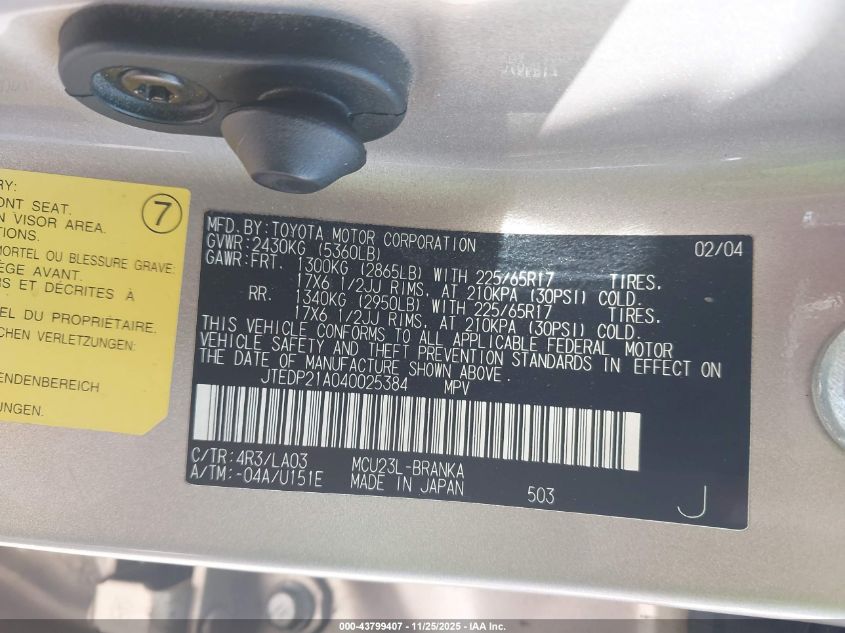 RY:
ONT SEAT.
N VISOR AREA.
TIONS.
7
MORTEL OU BLESSURE GRAVE:
IÈGE AVANT.
RS ET DÉCRETÉS À
EL DU PROPRIÉTAIRE.
CHEN VERLETZUNGEN:
ENDENBEREICH
UNGEN.
MFD. BY: TOYOTA MOTOR CORPORATION 02/04
GVWR: 2430KG (5360LB)
GAWR: FRT. 1300KG (2865LB) WITH 225/65R17 TIRES,
17X6 1/2JJ RIMS, AT 210KPA (30PSI) COLD.
RR. 1340KG (2950LB) WITH 225/65R17 TIRES,
17X6 1/2JJ RIMS, AT 210KPA (30PSI) COLD.
THIS VEHICLE CONFORMS TO ALL APPLICABLE FEDERAL MOTOR
VEHICLE SAFETY AND THEFT PREVENTION STANDARDS IN EFFECT ON
THE DATE OF MANUFACTURE SHOWN ABOVE.
JTEDP21A040025384 MPV
C/TR: 4R3/LA03 MCU23L-BRANKA
A/TM: -04A/U151E MADE IN JAPAN 503
J
000-43799407 - 11/25/2025 - IAA Inc.